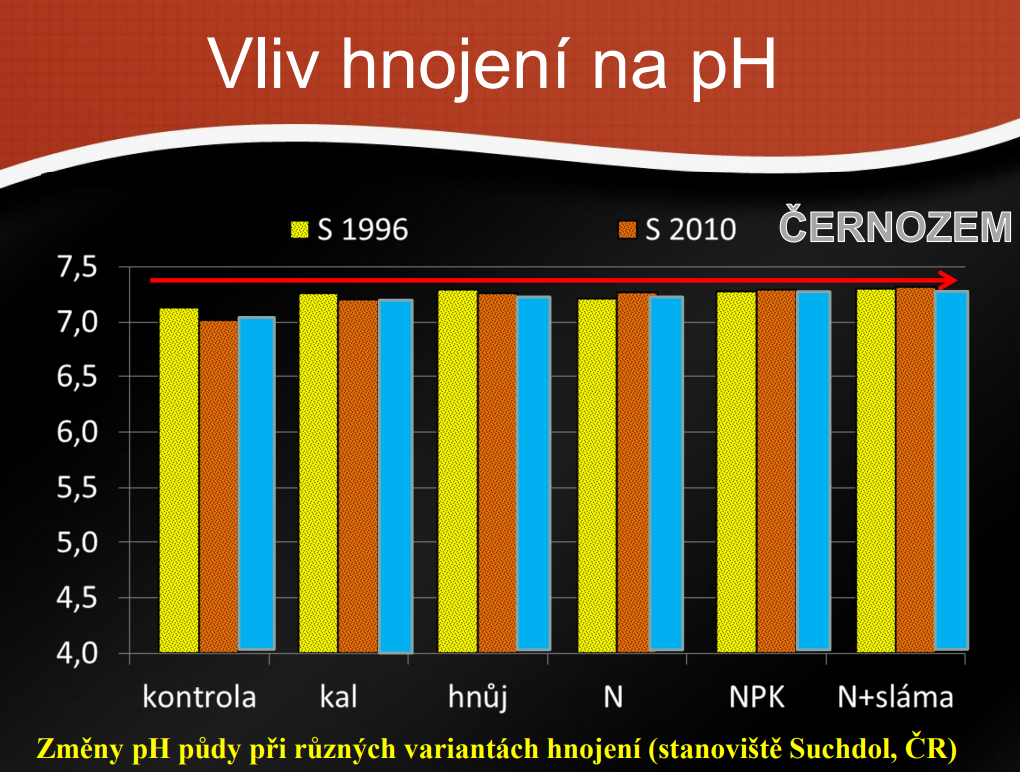 Vliv hnojení na pH
S 1996
S 2010
ČERNOZEM
7,5
7,0
6,5
6,0
5,5
5,0
4,5
4,0
kontrola kal hnůj N NPK N+sláma
Změny pH půdy při různých variantách hnojení (stanoviště Suchdol, ČR)